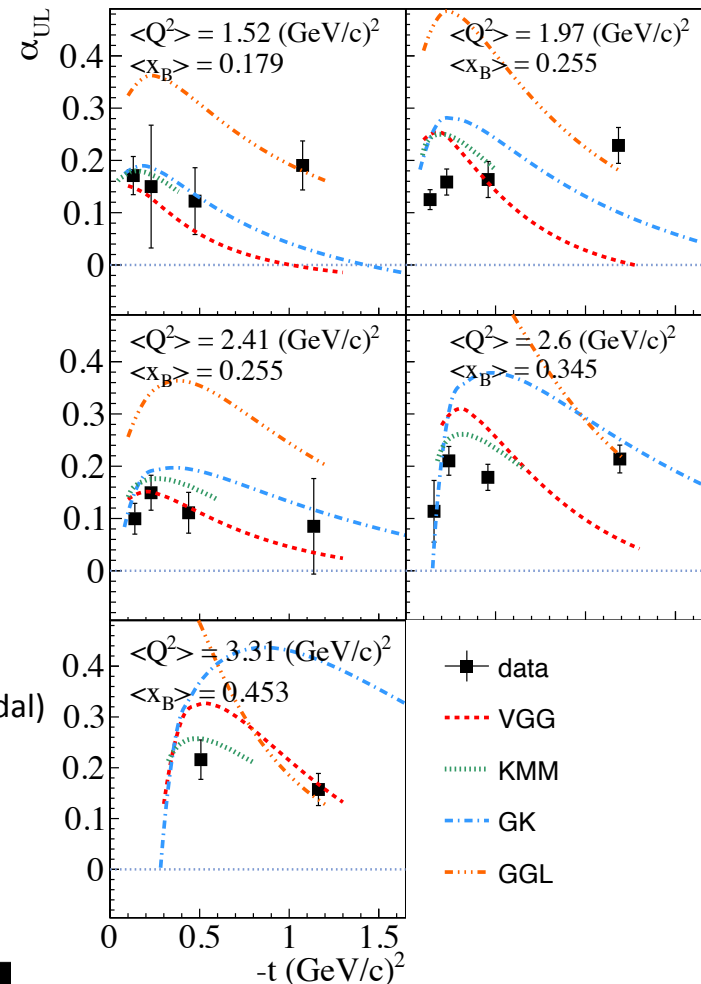 α_UL
<Q²> = 1.52 (GeV/c)²
<x_B> = 0.179
<Q²> = 1.97 (GeV/c)²
<x_B> = 0.255
0.4
0.3
0.2
0.1
0
<Q²> = 2.41 (GeV/c)²
<x_B> = 0.255
<Q²> = 2.6 (GeV/c)²
<x_B> = 0.345
0.4
0.3
0.2
0.1
0
<Q²> = 3.31 (GeV/c)²
<x_B> = 0.453
dal)
0.4
0.3
0.2
0.1
0
data
VGG
KMM
GK
GGL
0 0.5 1 1.5
-t (GeV/c)²